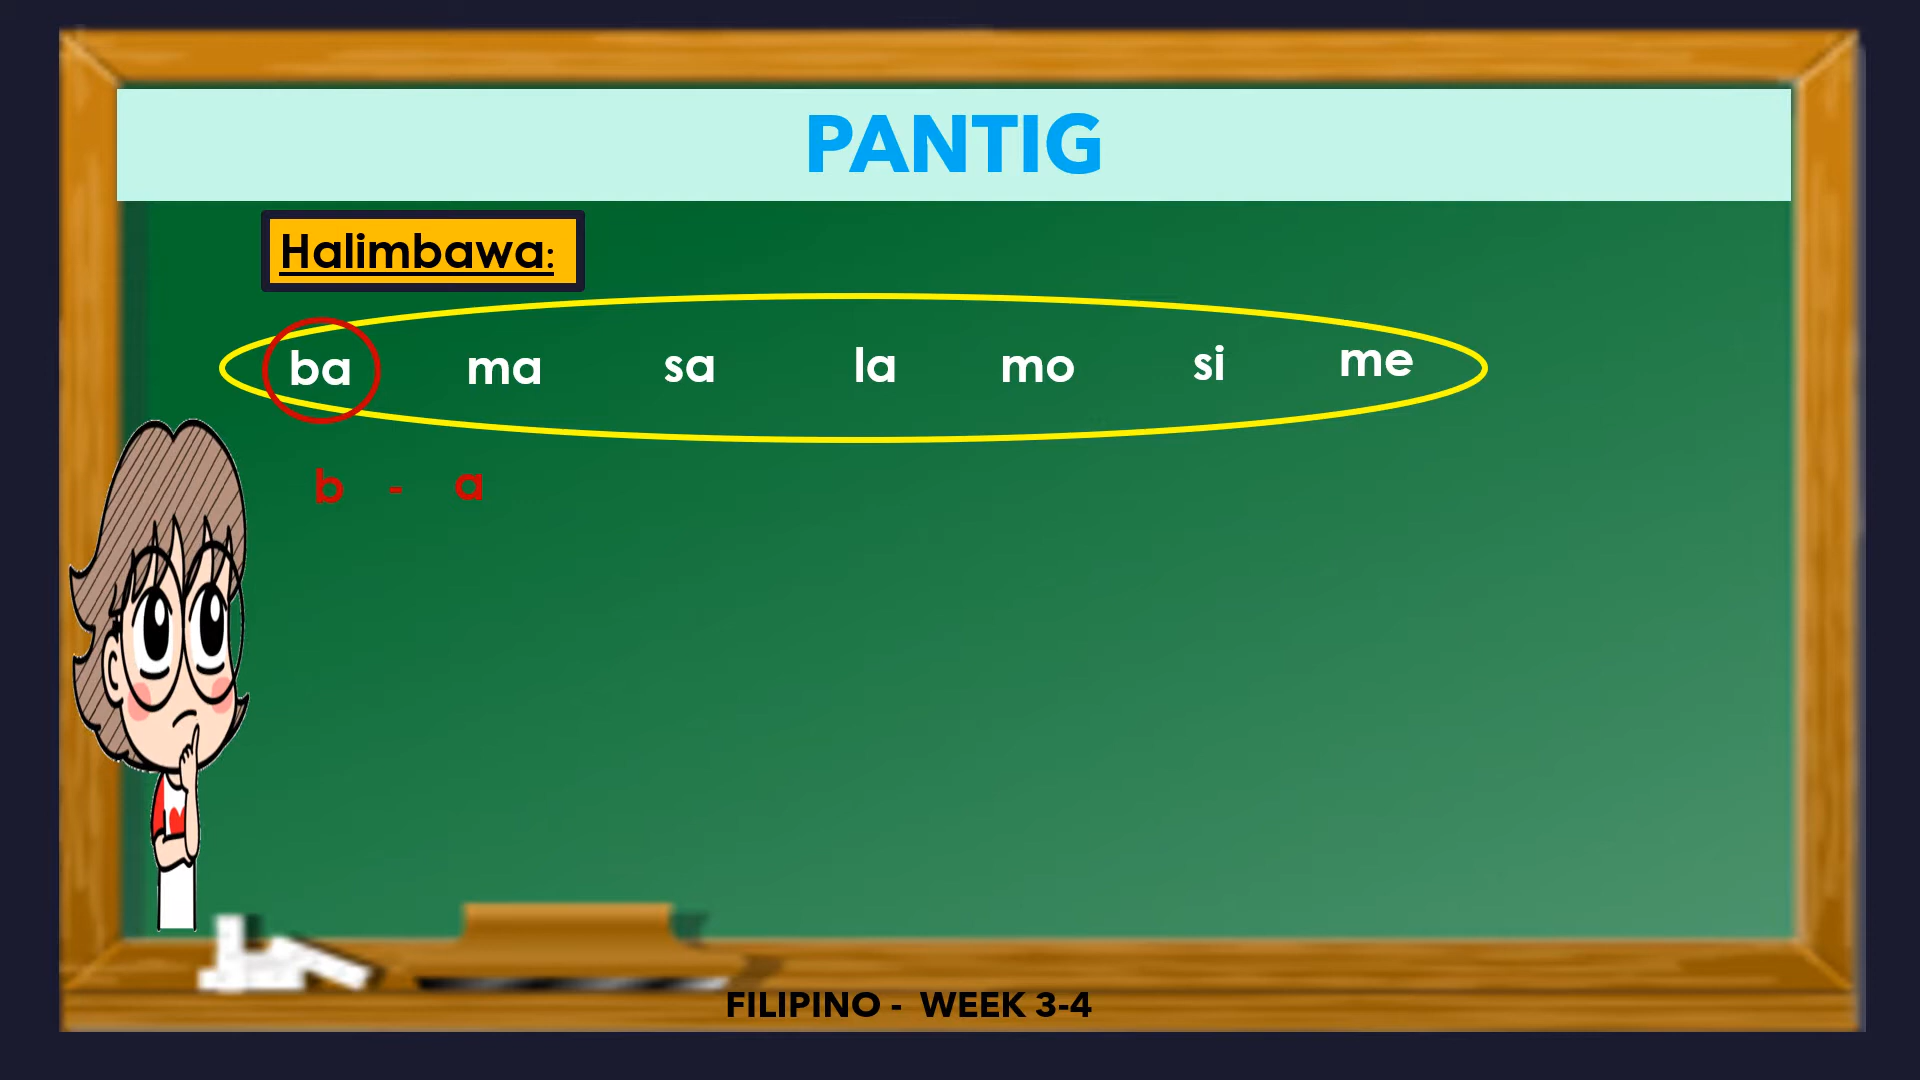 PANTIG
Halimbawa:
ba ma sa la mo si me
b - a
FILIPINO - WEEK 3-4